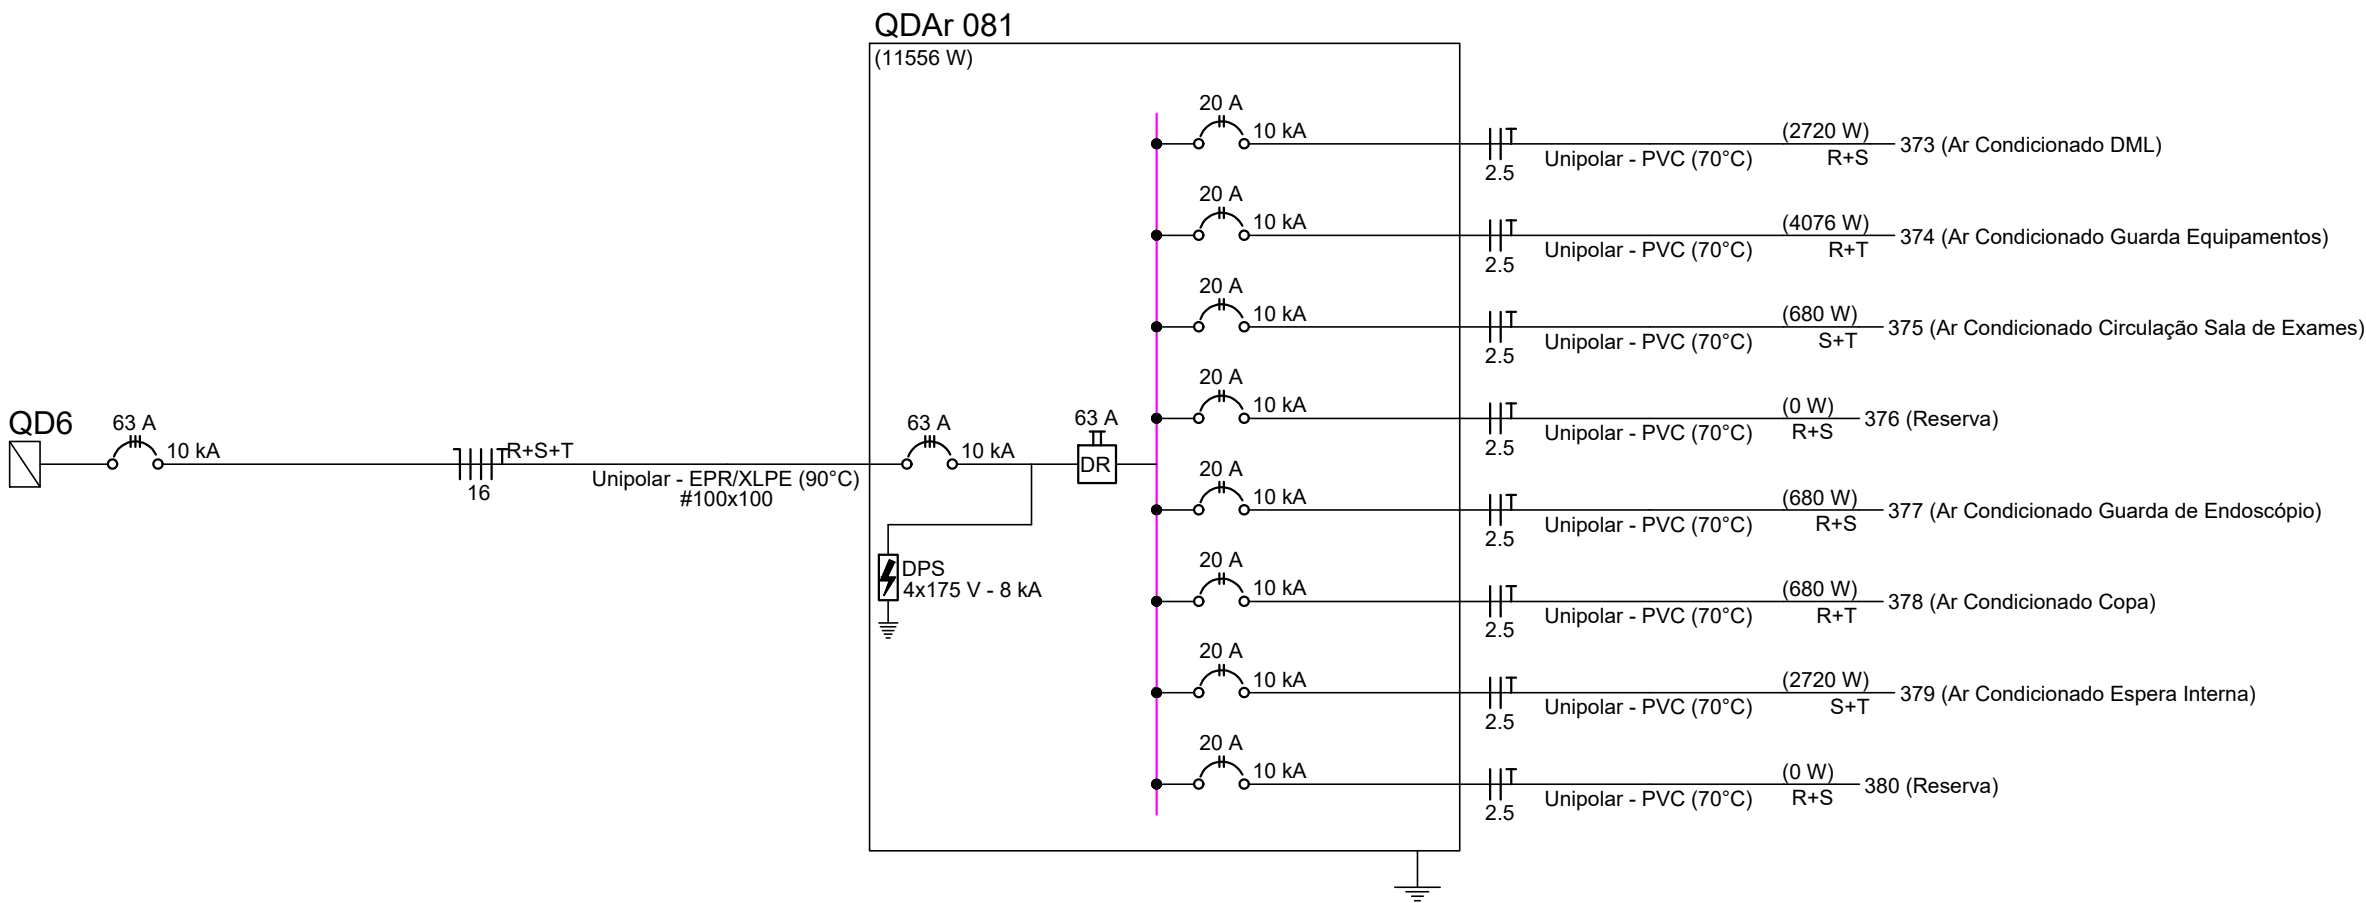 QDAr 081
(11556 W)
20 A
10 kA
2.5
Unipolar - PVC (70°C)
(2720 W)
R+S
373 (Ar Condicionado DML)
20 A
10 kA
2.5
Unipolar - PVC (70°C)
(4076 W)
R+T
374 (Ar Condicionado Guarda Equipamentos)
20 A
10 kA
2.5
Unipolar - PVC (70°C)
(680 W)
S+T
375 (Ar Condicionado Circulação Sala de Exames)
20 A
10 kA
2.5
Unipolar - PVC (70°C)
(0 W)
R+S
376 (Reserva)
QD6
63 A
10 kA
R+S+T
16
Unipolar - EPR/XLPE (90°C)
#100x100
63 A
10 kA
63 A
DR
DPS
4x175 V - 8 kA
20 A
10 kA
2.5
Unipolar - PVC (70°C)
(680 W)
R+S
377 (Ar Condicionado Guarda de Endoscópio)
20 A
10 kA
2.5
Unipolar - PVC (70°C)
(680 W)
R+T
378 (Ar Condicionado Copa)
20 A
10 kA
2.5
Unipolar - PVC (70°C)
(2720 W)
S+T
379 (Ar Condicionado Espera Interna)
20 A
10 kA
2.5
Unipolar - PVC (70°C)
(0 W)
R+S
380 (Reserva)